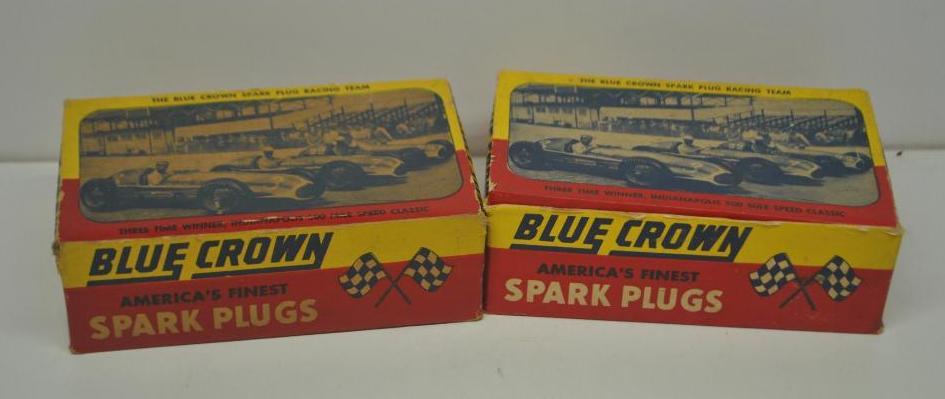 THE BLUE CROWN SPARK PLUG RACING TEAM
THREE TIME WINNER, INDIANAPOLIS 500 MILE SPEED CLASSIC
BLUE CROWN
AMERICA'S FINEST
SPARK PLUGS
THE BLUE CROWN SPARK PLUG RACING TEAM
THREE TIME WINNER, INDIANAPOLIS 500 MILE SPEED CLASSIC
BLUE CROWN
AMERICA'S FINEST
SPARK PLUGS